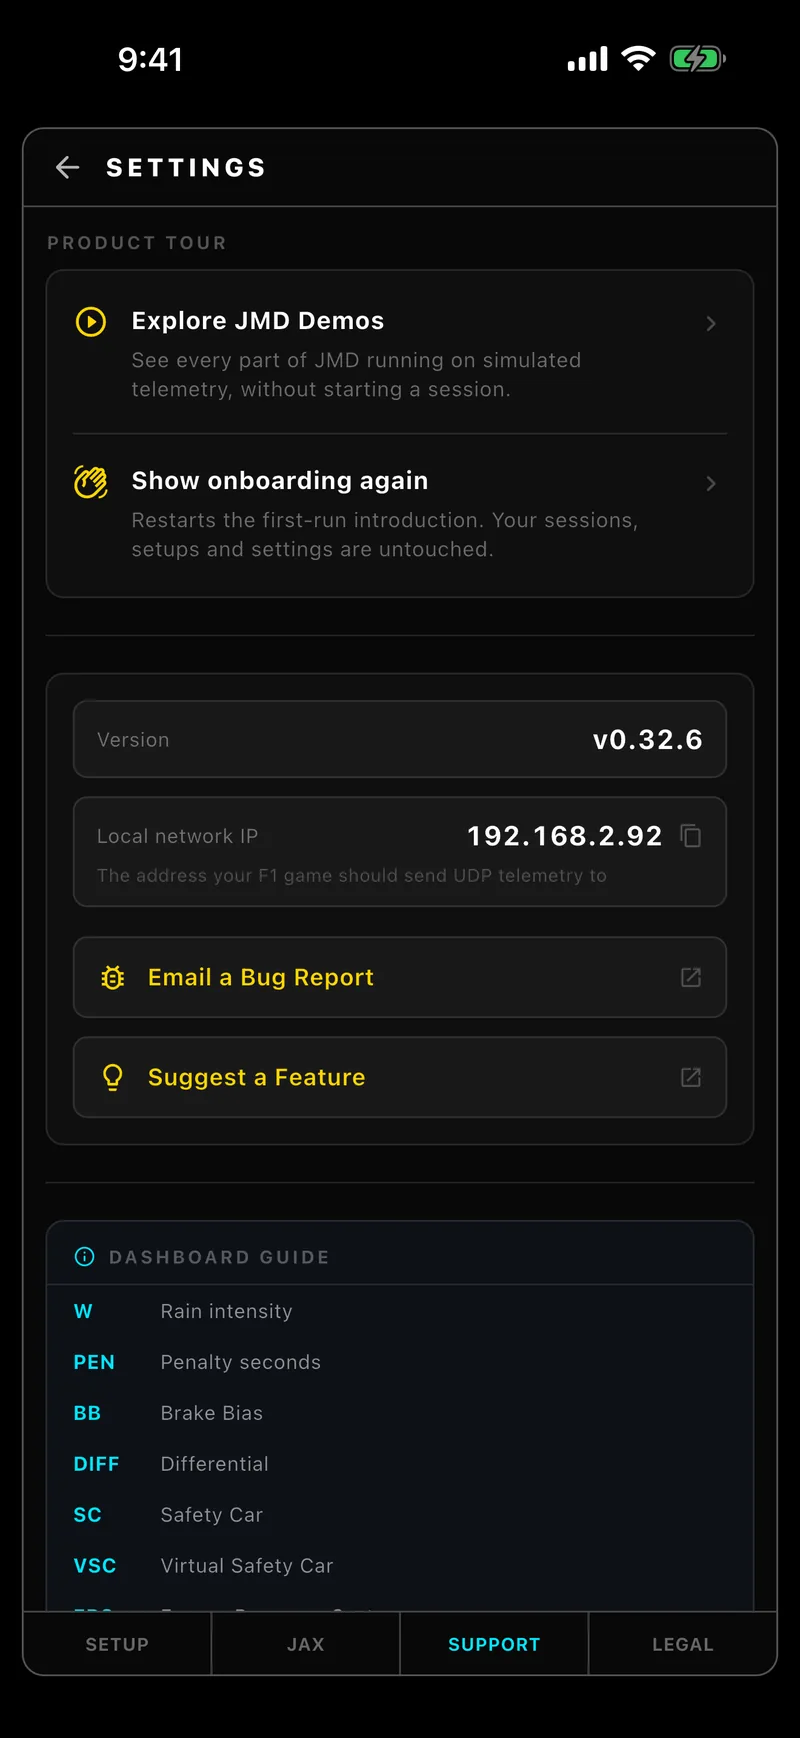 9:41
SETTINGS
PRODUCT TOUR
Explore JMD Demos
See every part of JMD running on simulated
telemetry, without starting a session.
Show onboarding again
Restarts the first-run introduction. Your sessions,
setups and settings are untouched.
Version
v0.32.6
Local network IP
192.168.2.92
The address your F1 game should send UDP telemetry to
Email a Bug Report
Suggest a Feature
DASHBOARD GUIDE
W Rain intensity
PEN Penalty seconds
BB Brake Bias
DIFF Differential
SC Safety Car
VSC Virtual Safety Car
SETUP JAX SUPPORT LEGAL